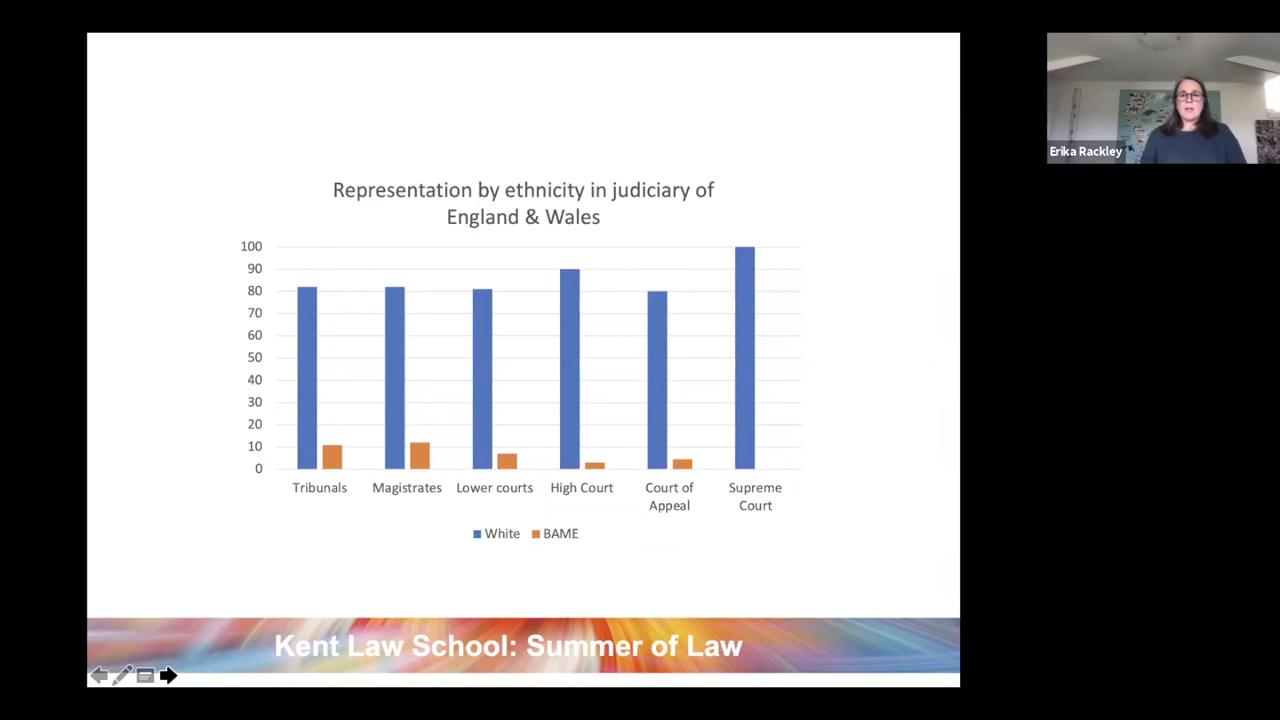 Representation by ethnicity in judiciary of
England & Wales
100
90
80
70
60
50
40
30
20
10
0
Tribunals
Magistrates
Lower courts
High Court
Court of
Appeal
Supreme
Court
White
BAME
Kent Law School: Summer of Law
Erika Rackley